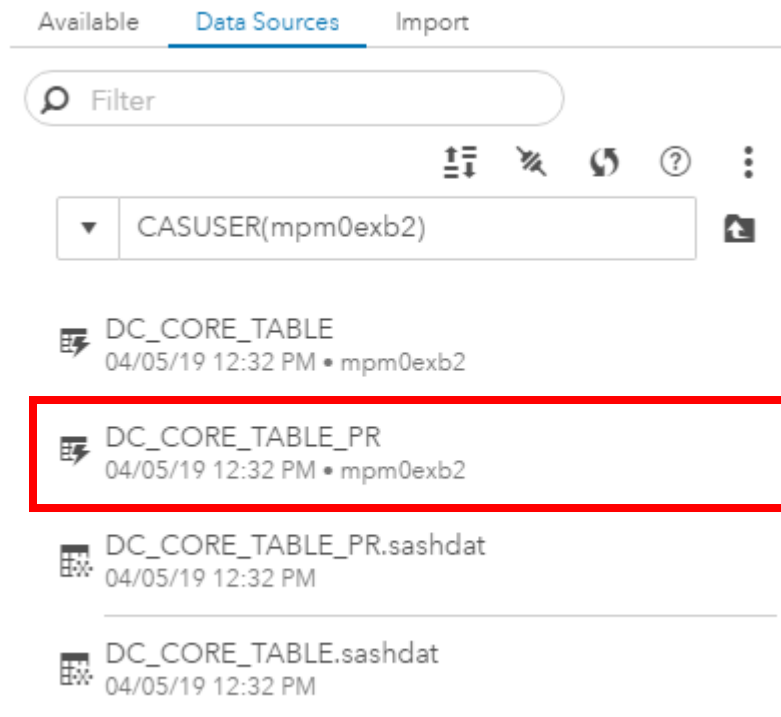 Available Data Sources Import
Filter
CASUSER(mpm0exb2)
DC_CORE_TABLE
04/05/19 12:32 PM • mpm0exb2
DC_CORE_TABLE_PR
04/05/19 12:32 PM • mpm0exb2
DC_CORE_TABLE_PR.sashdat
04/05/19 12:32 PM
DC_CORE_TABLE.sashdat
04/05/19 12:32 PM